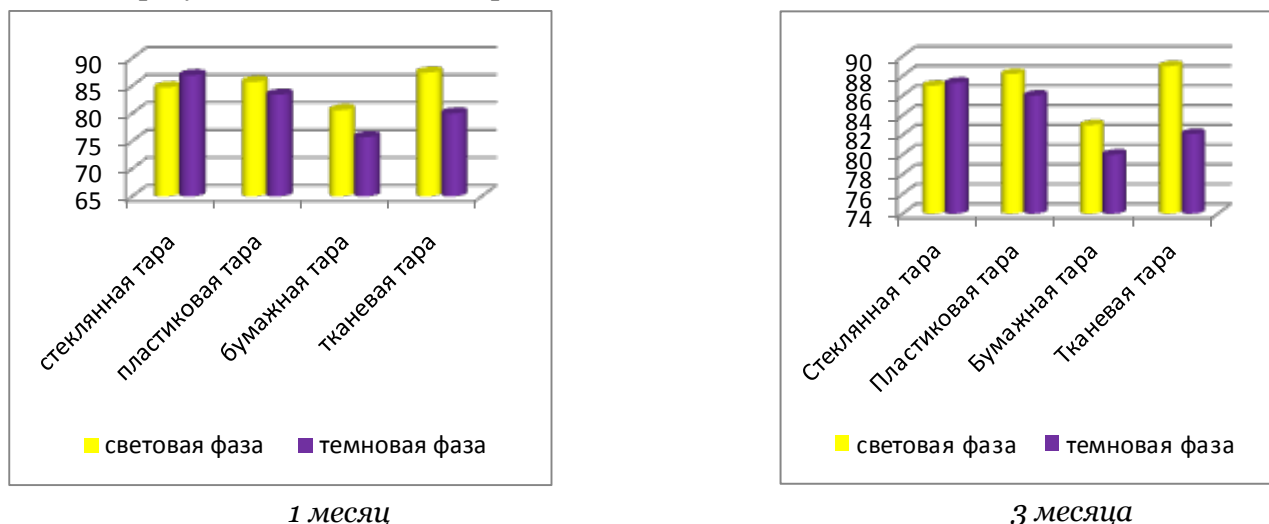 90
85
80
75
70
65
стеклянная тара
пластиковая тара
бумажная тара
тканевая тара
световая фаза темновая фаза
1 месяц
90
88
86
84
82
80
78
76
74
Стеклянная тара
Пластиковая тара
Бумажная тара
Тканевая тара
световая фаза темновая фаза
3 месяца